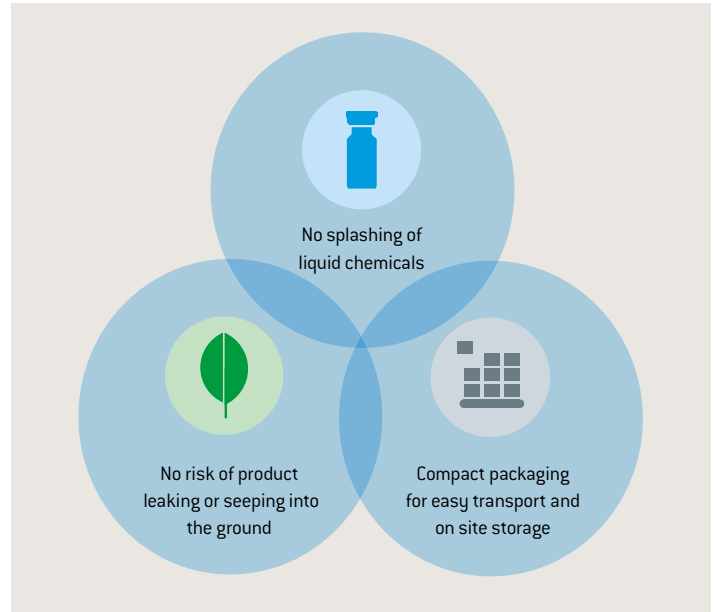 No splashing of
liquid chemicals
No risk of product
leaking or seeping into
the ground
Compact packaging
for easy transport and
on site storage